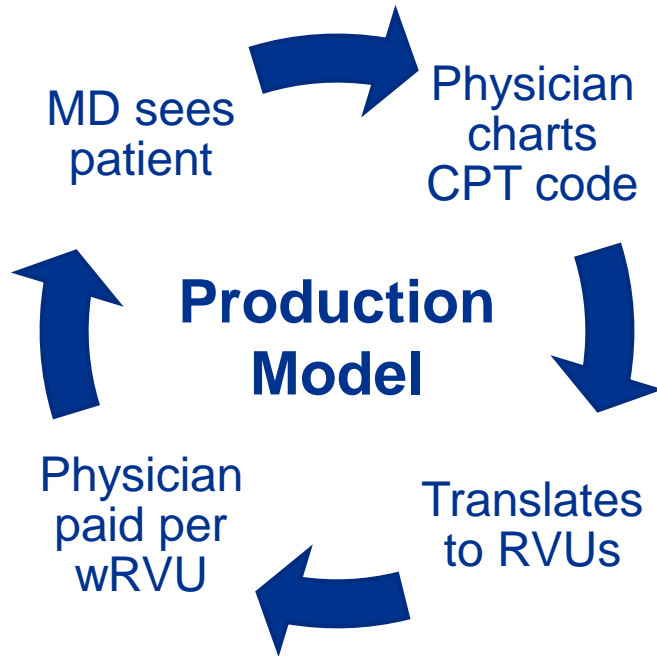 MD sees
patient
Physician
charts
CPT code
Production
Model
Physician
paid per
wRVU
Translates
to RVUs